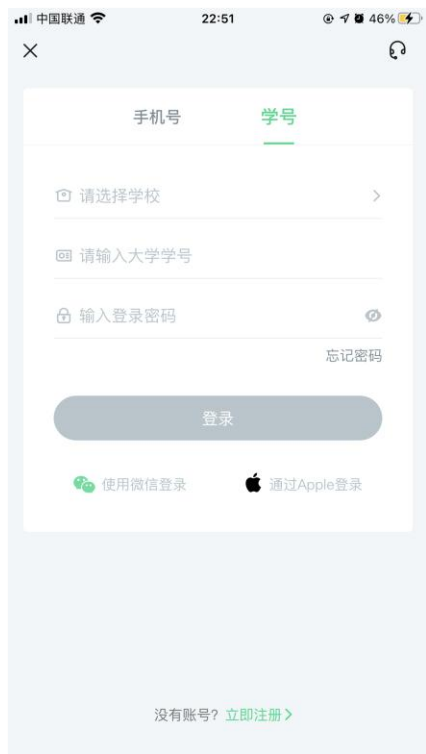 中国联通 22:51 46%
手机号 学号
请选择学校
请输入大学学号
输入登录密码
忘记密码
登录
使用微信登录 通过Apple登录
没有账号? 立即注册